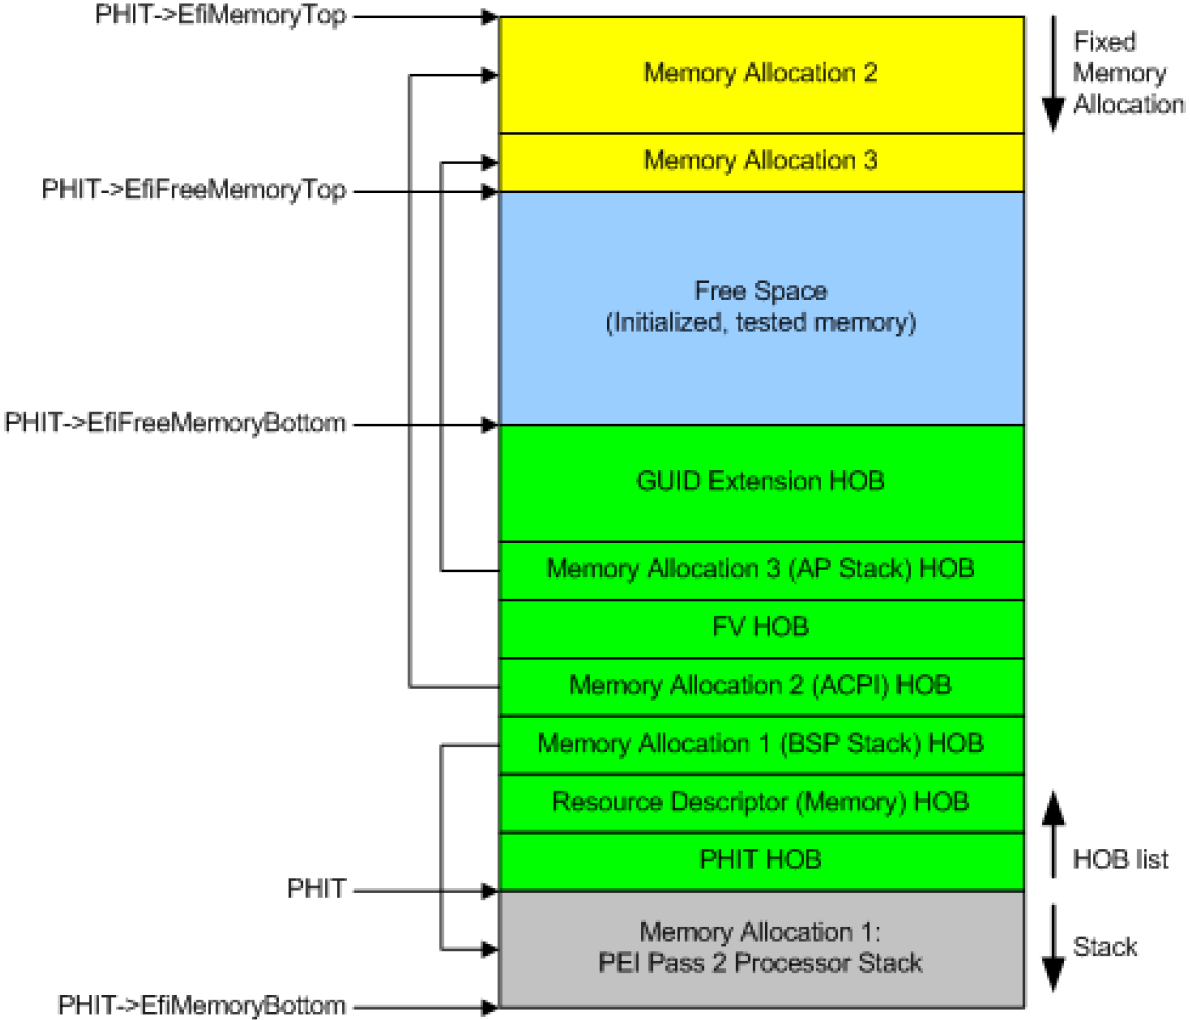 PHIT->EfiMemoryTop
Fixed
Memory
Allocation
Memory Allocation 2
Memory Allocation 3
PHIT->EfiFreeMemoryTop
Free Space
(Initialized, tested memory)
PHIT->EfiFreeMemoryBottom
GUID Extension HOB
Memory Allocation 3 (AP Stack) HOB
FV HOB
Memory Allocation 2 (ACPI) HOB
Memory Allocation 1 (BSP Stack) HOB
Resource Descriptor (Memory) HOB
PHIT HOB
HOB list
PHIT
Memory Allocation 1:
PEI Pass 2 Processor Stack
Stack
PHIT->EfiMemoryBottom